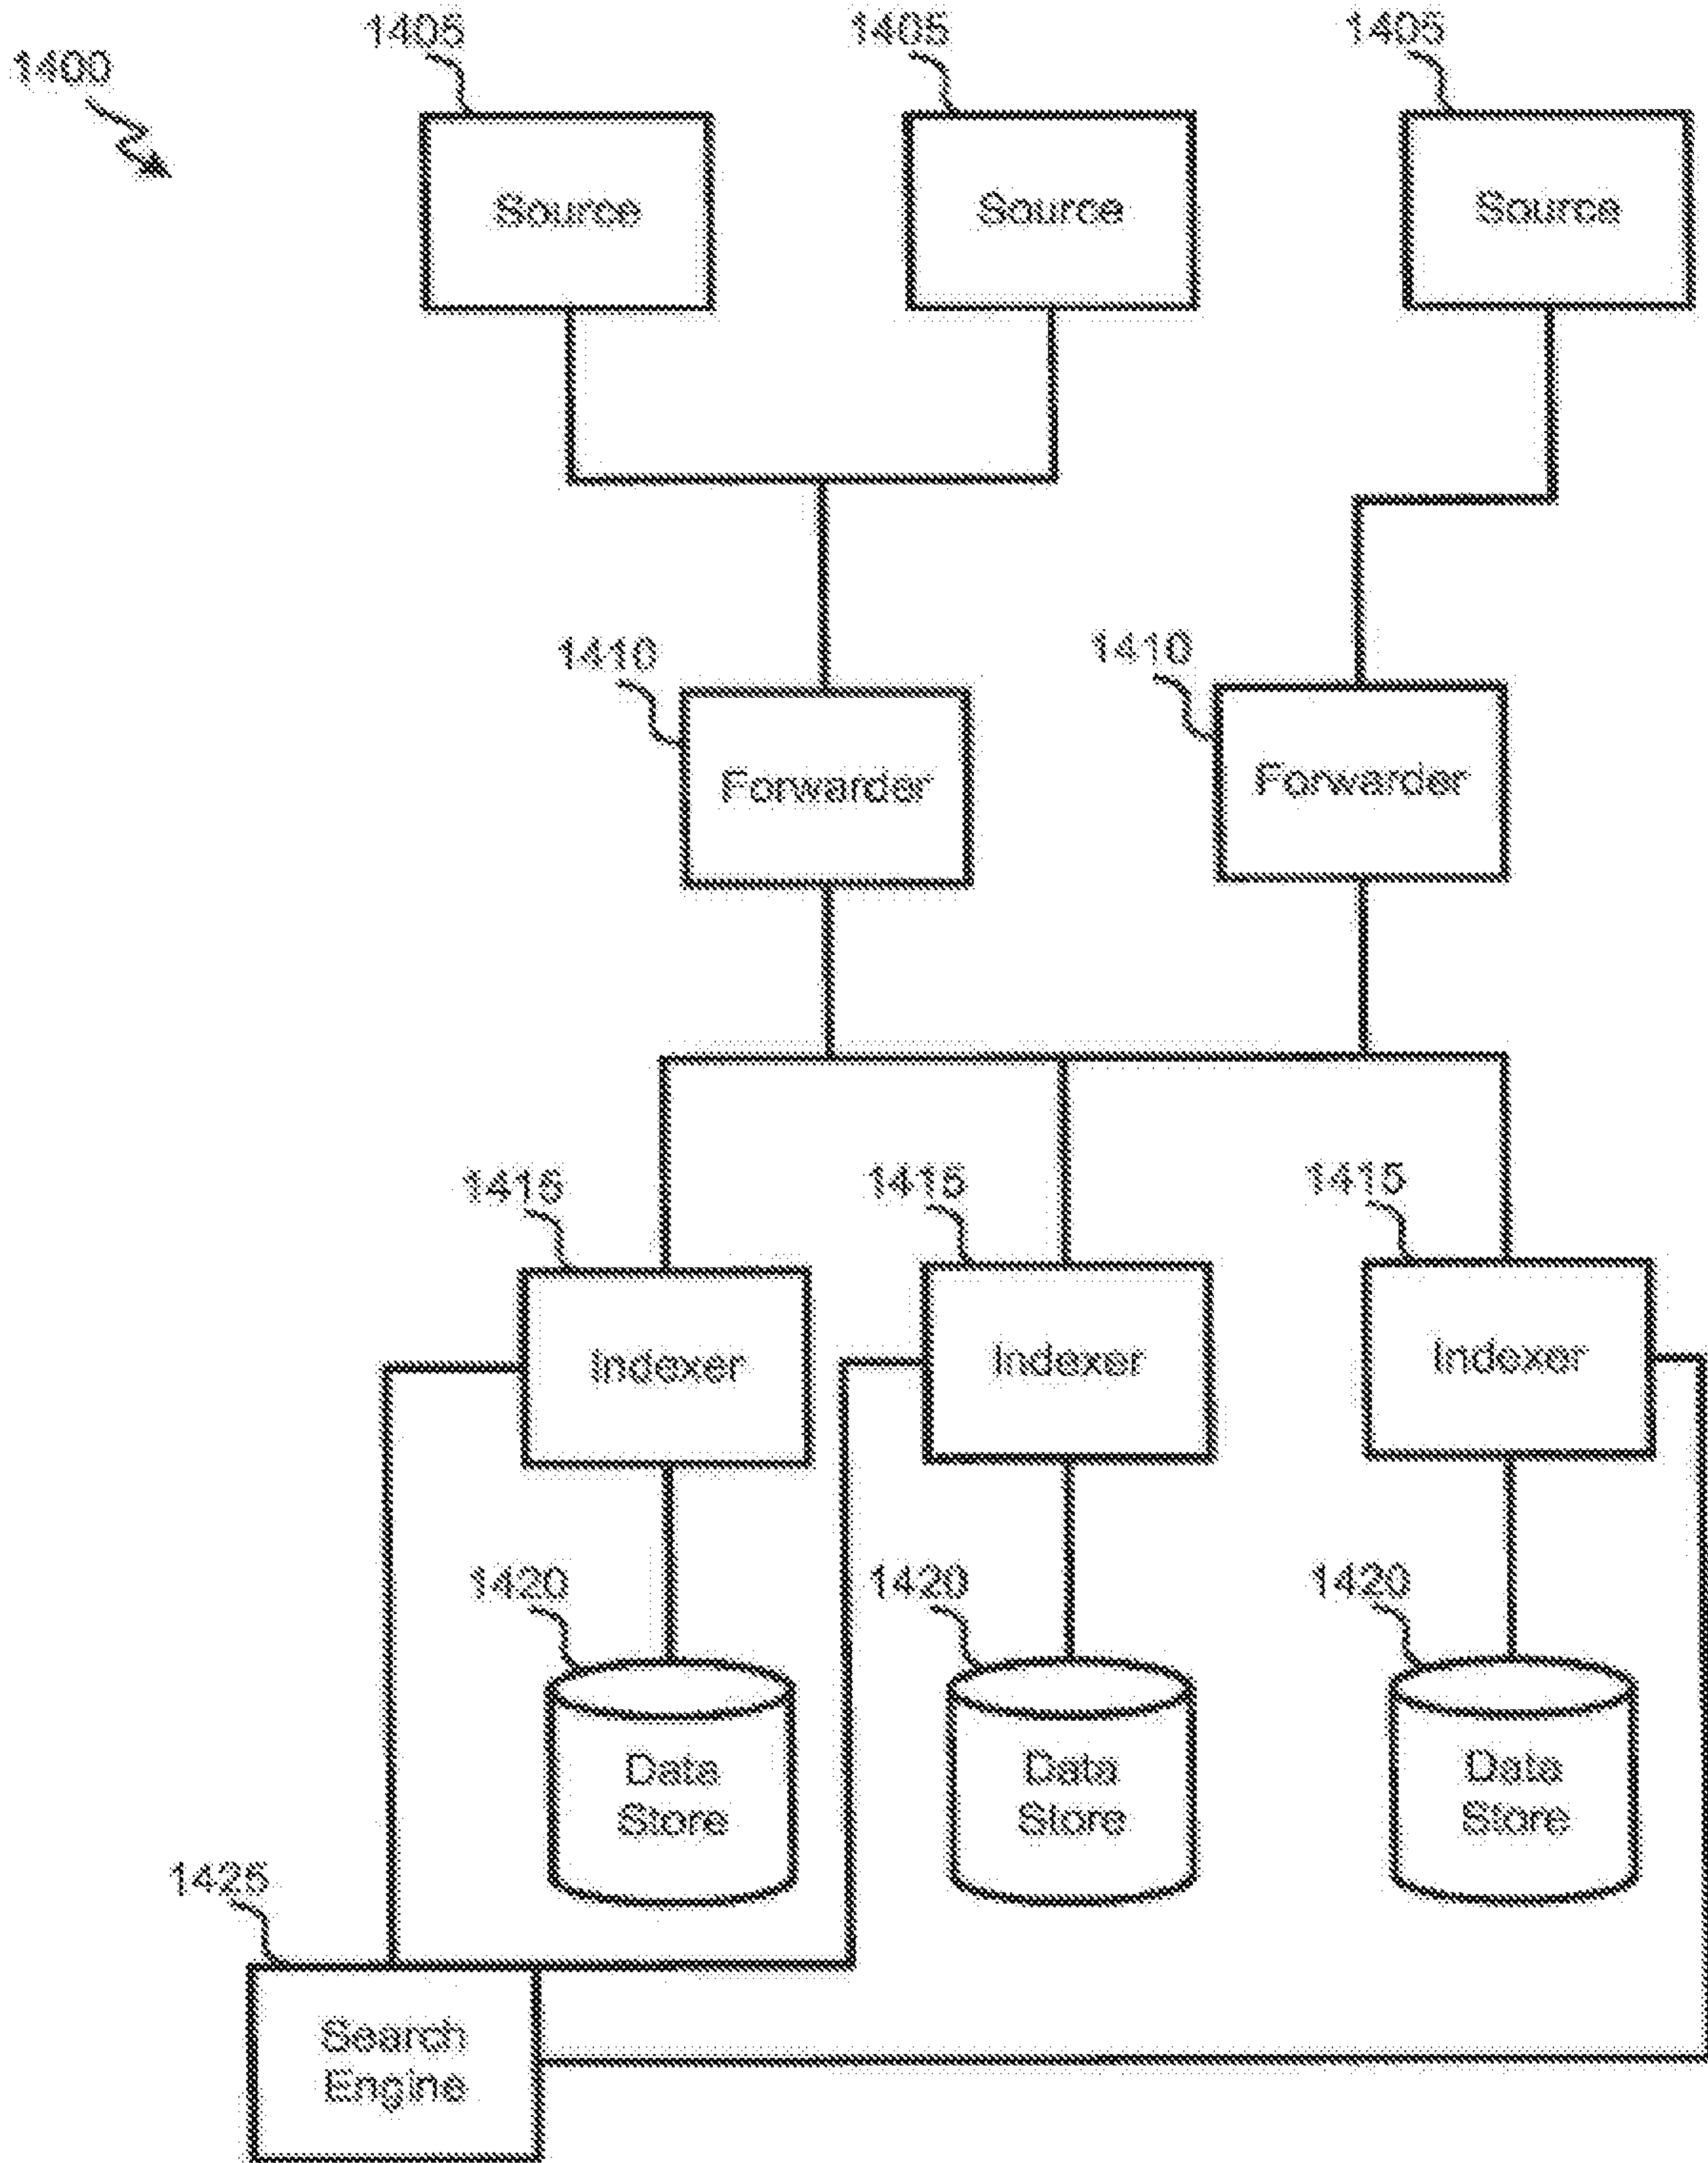 1400
1405
1405
1405
Source
Source
Source
1410
1410
Forwarder
Forwarder
1415
1415
1415
Indexer
Indexer
Indexer
1420
1420
1420
Data
Store
Data
Store
Data
Store
1425
Search
Engine